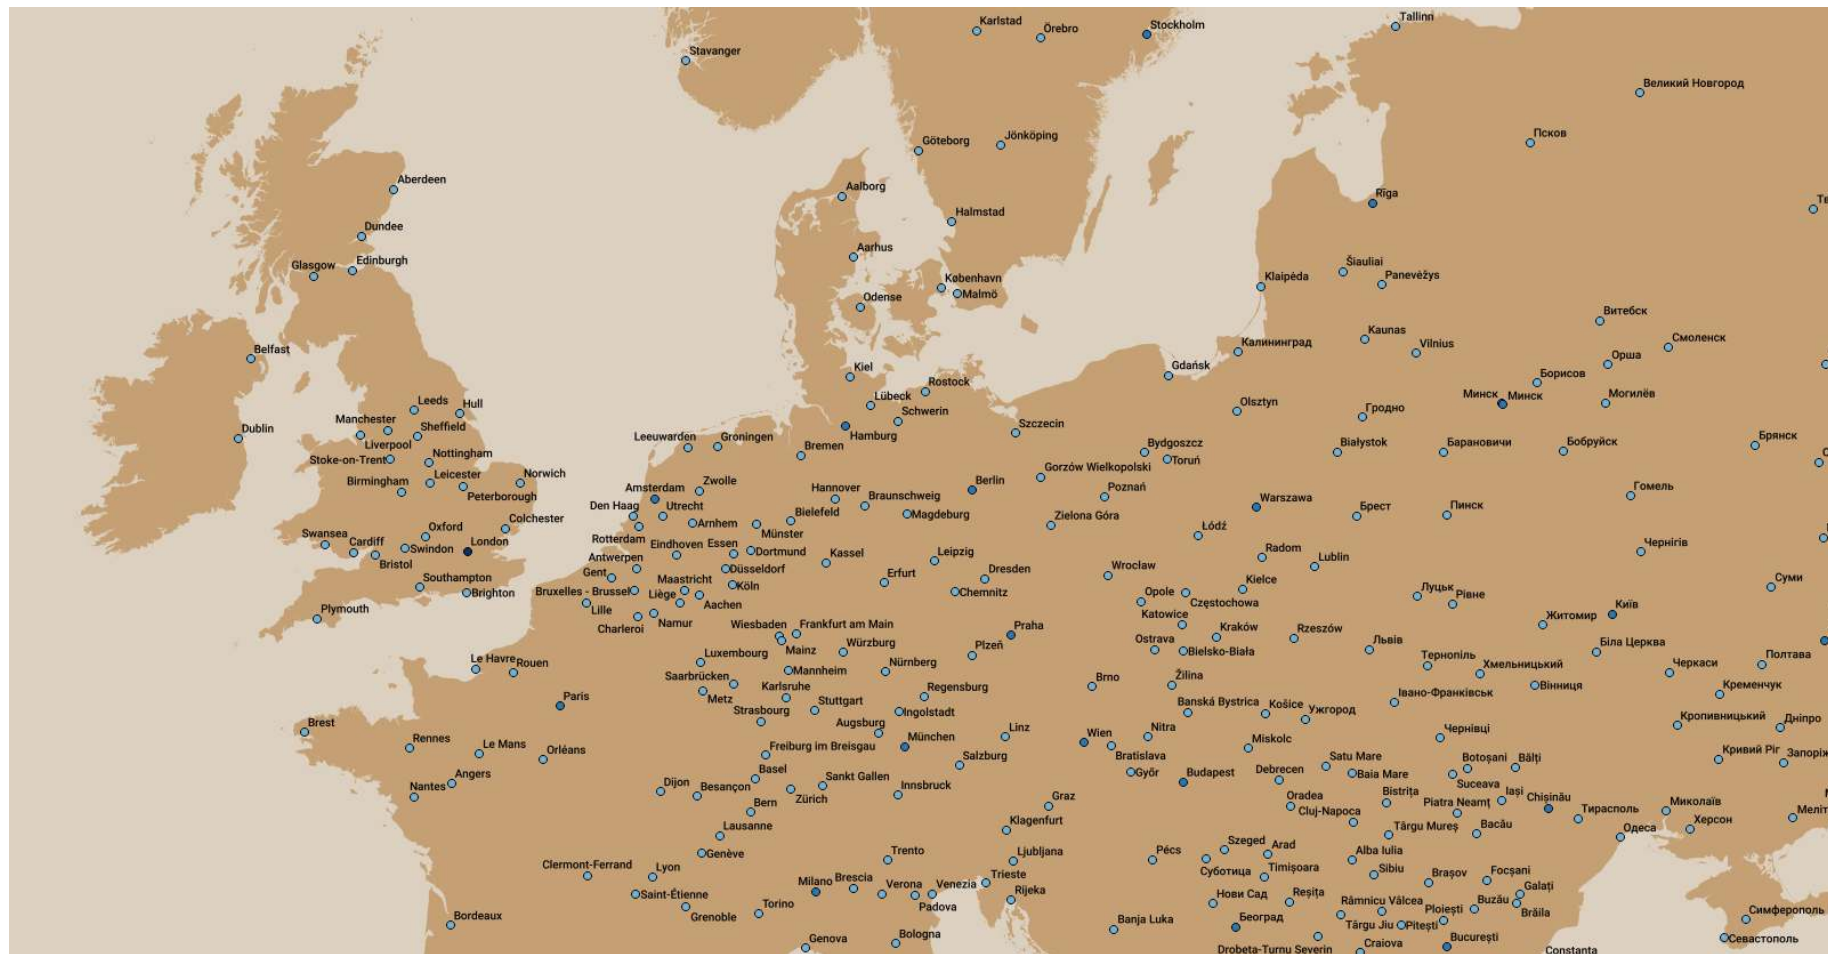 Karlstad
Örebro
Stockholm
Tallinn
Stavanger
Великий Новгород
Göteborg
Jönköping
Псков
Aberdeen
Aalborg
Rīga
Halmstad
Dundee
Aarhus
Glasgow
Edinburgh
København
Malmö
Klaipėda
Šiauliai
Panevėžys
Odense
Витебск
Belfast
Калининград
Kaunas
Vilnius
Смоленск
Kiel
Gdańsk
Орша
Rostock
Борисов
Leeds
Hull
Lübeck
Schwerin
Olsztyn
Гродно
Минск
Минск
Могилёв
Dublin
Manchester
Sheffield
Liverpool
Leeuwarden
Groningen
Bremen
Hamburg
Szczecin
Bydgoszcz
Toruń
Białystok
Барановичи
Бобруйск
Брянск
Stoke-on-Trent
Nottingham
Leicester
Norwich
Birmingham
Peterborough
Amsterdam
Zwolle
Hannover
Braunschweig
Berlin
Gorzów Wielkopolski
Poznań
Warszawa
Гомель
Den Haag
Utrecht
Arnhem
Bielefeld
Magdeburg
Zielona Góra
Łódź
Брест
Пинск
Swansea
Cardiff
Oxford
Colchester
London
Swindon
Bristol
Rotterdam
Eindhoven
Essen
Münster
Dortmund
Kassel
Leipzig
Radom
Lublin
Чернігів
Antwerpen
Gent
Düsseldorf
Erfurt
Dresden
Wrocław
Southampton
Brighton
Bruxelles - Brussel
Maastricht
Liège
Köln
Aachen
Chemnitz
Opole
Częstochowa
Kielce
Луцьк
Рівне
Суми
Plymouth
Lille
Charleroi
Namur
Katowice
Київ
Житомир
Wiesbaden
Frankfurt am Main
Mainz
Würzburg
Praha
Plzeň
Ostrava
Kraków
Bielsko-Biała
Rzeszów
Львів
Біла Церква
Le Havre
Rouen
Luxembourg
Saarbrücken
Mannheim
Nürnberg
Brno
Žilina
Тернопіль
Хмельницький
Вінниця
Черкаси
Полтава
Paris
Metz
Karlsruhe
Stuttgart
Regensburg
Banská Bystrica
Košice
Ужгород
Івано-Франківськ
Кременчук
Strasbourg
Ingolstadt
Augsburg
Brest
Rennes
Le Mans
Orléans
Freiburg im Breisgau
München
Linz
Wien
Bratislava
Nitra
Miskolc
Чернівці
Кропивницький
Дніпро
Salzburg
Győr
Budapest
Debrecen
Satu Mare
Baia Mare
Botoșani
Bălți
Suceava
Кривий Ріг
Nantes
Angers
Dijon
Besançon
Basel
Zürich
Sankt Gallen
Innsbruck
Graz
Oradea
Cluj-Napoca
Bistrița
Piatra Neamț
Iași
Chișinău
Тирасполь
Миколаїв
Херсон
Bern
Lausanne
Klagenfurt
Târgu Mureș
Bacău
Одеса
Genève
Clermont-Ferrand
Lyon
Trento
Ljubljana
Pécs
Szeged
Суботица
Arad
Timișoara
Alba Iulia
Sibiu
Brașov
Focșani
Galați
Saint-Étienne
Grenoble
Torino
Milano
Brescia
Verona
Padova
Venezia
Trieste
Rijeka
Нови Сад
Reșița
Râmnicu Vâlcea
Ploiești
Buzău
Brăila
Bordeaux
Genova
Bologna
Banja Luka
Београд
Drobeta-Turnu Severin
Târgu Jiu
Pitești
Craiova
București
Constanta
Симферополь
Севастополь